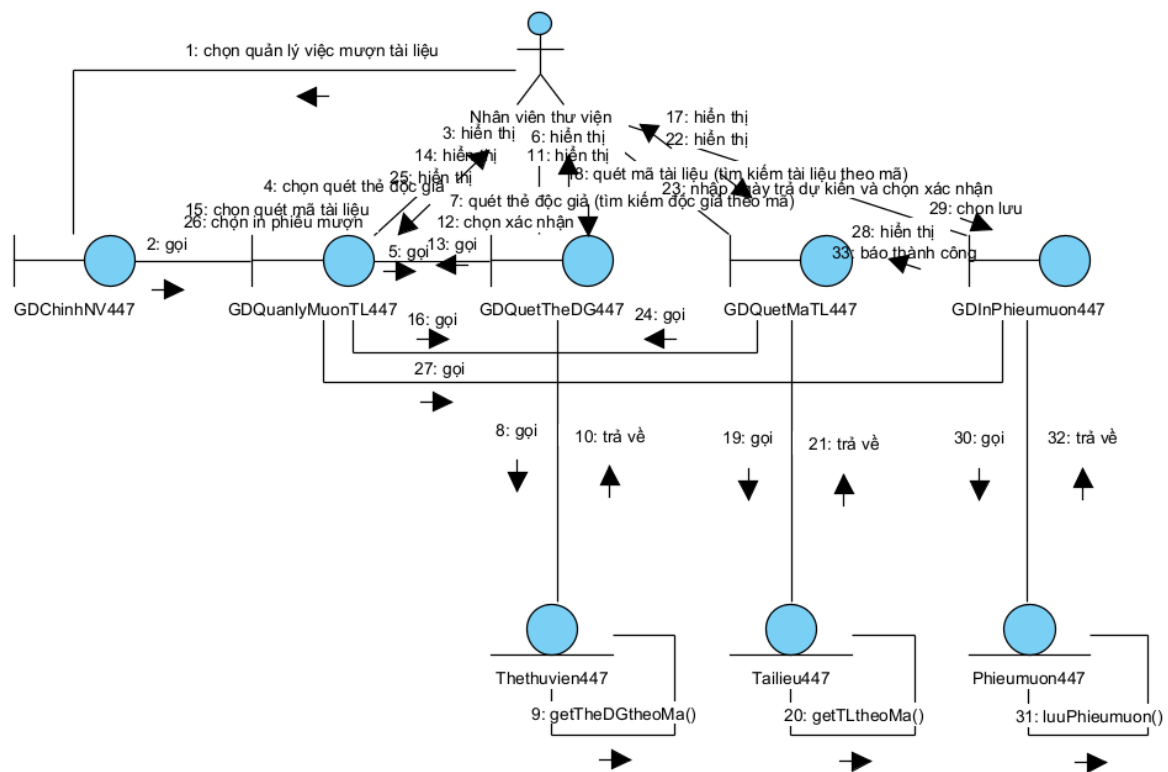 1: chọn quản lý việc mượn tài liệu
Nhân viên thư viện
3: hiển thị
6: hiển thị
17: hiển thị
14: hiển thị
11: hiển thị
22: hiển thị
25: hiển thị
18: quét mã tài liệu (tìm kiếm tài liệu theo mã)
4: chọn quét thẻ độc giả
23: nhập ngày trả dự kiến và chọn xác nhận
7: quét thẻ độc giả (tìm kiếm độc giả theo mã)
15: chọn quét mã tài liệu
29: chọn lưu
26: chọn in phiếu mượn
12: chọn xác nhận
28: hiển thị
2: gọi
5: gọi
13: gọi
33: báo thành công
GDChinhNV447
GDQuanlyMuonTL447
GDQuetTheDG447
GDQuetMaTL447
GDInPhieumuon447
16: gọi
24: gọi
27: gọi
8: gọi
10: trả về
19: gọi
21: trả về
30: gọi
32: trả về
Thethuvien447
Tailieu447
Phieumuon447
9: getTheDGtheoMa()
20: getTLtheoMa()
31: luuPhieumuon()